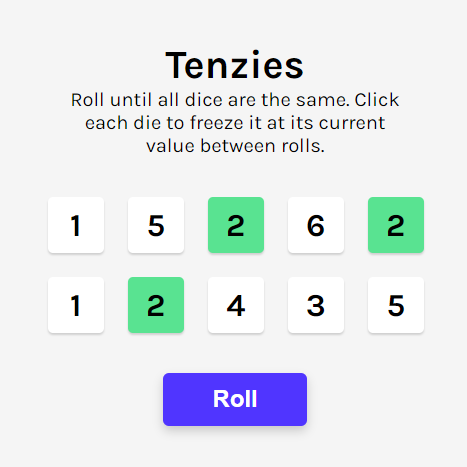 Tenzies
Roll until all dice are the same. Click
each die to freeze it at its current
value between rolls.
1 5 2 6 2
1 2 4 3 5
Roll